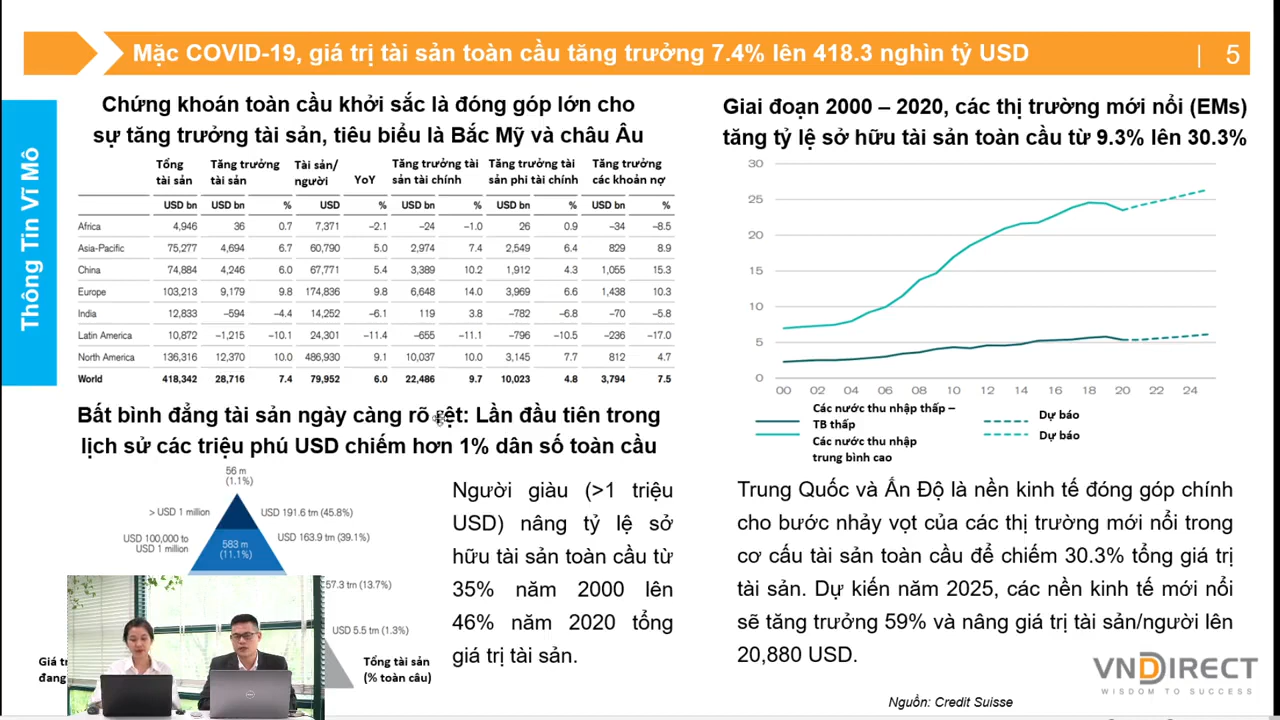 Mặc COVID-19, giá trị tài sản toàn cầu tăng trưởng 7.4% lên 418.3 nghìn tỷ USD
| 5
Thông Tin Vĩ Mô
Chứng khoán toàn cầu khởi sắc là đóng góp lớn cho
sự tăng trưởng tài sản, tiêu biểu là Bắc Mỹ và châu Âu
Tổng tài sản Tăng trưởng tài sản Tài sản/người YoY Tăng trưởng tài sản tài chính Tăng trưởng tài sản phi tài chính Tăng trưởng các khoản nợ
USD bn USD bn % USD % USD bn % USD bn % USD bn %
Africa 4,946 36 0.7 7,371 –2.1 –24 –1.0 26 0.9 –34 –8.5
Asia-Pacific 75,277 4,694 6.7 60,790 5.0 2,974 7.4 2,549 6.4 829 8.9
China 74,884 4,246 6.0 67,771 5.4 3,389 10.2 1,912 4.3 1,055 15.3
Europe 103,213 9,179 9.8 174,836 9.8 6,648 14.0 3,969 6.6 1,438 10.3
India 12,833 –594 –4.4 14,252 –6.1 119 3.8 –782 –6.8 –70 –5.8
Latin America 10,872 –1,215 –10.1 24,301 –11.4 –655 –11.1 –796 –10.5 –236 –17.0
North America 136,316 12,370 10.0 486,930 9.1 10,037 10.0 3,145 7.7 812 4.7
World 418,342 28,716 7.4 79,952 6.0 22,486 9.7 10,023 4.8 3,794 7.5
Bất bình đẳng tài sản ngày càng rõ rệt: Lần đầu tiên trong
lịch sử các triệu phú USD chiếm hơn 1% dân số toàn cầu
56 m
(1.1%)
> USD 1 million
USD 191.6 trn (45.8%)
USD 100,000 to
USD 1 million
583 m
(11.1%)
USD 163.9 trn (39.1%)
57.3 trn (13.7%)
USD 5.5 trn (1.3%)
Giá tr
đang
Tổng tài sản
(% toàn câu)
Người giàu (>1 triệu
USD) nâng tỷ lệ sở
hữu tài sản toàn cầu từ
35% năm 2000 lên
46% năm 2020 tổng
giá trị tài sản.
Giai đoạn 2000 – 2020, các thị trường mới nổi (EMs)
tăng tỷ lệ sở hữu tài sản toàn cầu từ 9.3% lên 30.3%
30
25
20
15
10
5
0
00 02 04 06 08 10 12 14 16 18 20 22 24
Các nước thu nhập thấp –
TB thấp
Dự báo
Các nước thu nhập
trung bình cao
Dự báo
Trung Quốc và Ấn Độ là nền kinh tế đóng góp chính
cho bước nhảy vọt của các thị trường mới nổi trong
cơ cấu tài sản toàn cầu để chiếm 30.3% tổng giá trị
tài sản. Dự kiến năm 2025, các nền kinh tế mới nổi
sẽ tăng trưởng 59% và nâng giá trị tài sản/người lên
20,880 USD.
VNDIRECT
WISDOM TO SUCCESS
Nguồn: Credit Suisse